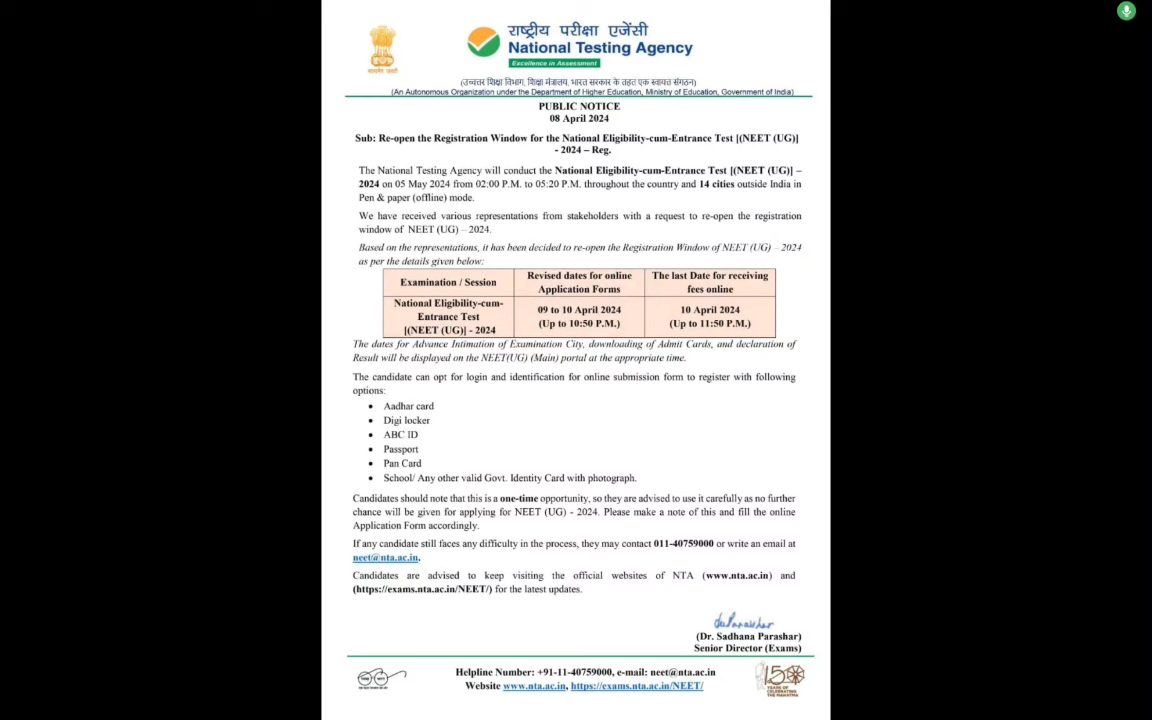 राष्ट्रीय परीक्षा एजेंसी
National Testing Agency
Excellence in Assessment
(उच्चतर शिक्षा विभाग, शिक्षा मंत्रालय, भारत सरकार के तहत एक स्वायत्त संगठन)
(An Autonomous Organization under the Department of Higher Education, Ministry of Education, Government of India)
PUBLIC NOTICE
08 April 2024
Sub: Re-open the Registration Window for the National Eligibility-cum-Entrance Test [(NEET (UG)]
- 2024 – Reg.
The National Testing Agency will conduct the National Eligibility-cum-Entrance Test [(NEET (UG)] –
2024 on 05 May 2024 from 02:00 P.M. to 05:20 P.M. throughout the country and 14 cities outside India in
Pen & paper (offline) mode.
We have received various representations from stakeholders with a request to re-open the registration
window of NEET (UG) – 2024.
Based on the representations, it has been decided to re-open the Registration Window of NEET (UG) – 2024
as per the details given below:
Examination / Session
Revised dates for online
Application Forms
The last Date for receiving
fees online
National Eligibility-cum-
Entrance Test
[(NEET (UG)] - 2024
09 to 10 April 2024
(Up to 10:50 P.M.)
10 April 2024
(Up to 11:50 P.M.)
The dates for Advance Intimation of Examination City, downloading of Admit Cards, and declaration of
Result will be displayed on the NEET(UG) (Main) portal at the appropriate time.
The candidate can opt for login and identification for online submission form to register with following
options:
• Aadhar card
• Digi locker
• ABC ID
• Passport
• Pan Card
• School/ Any other valid Govt. Identity Card with photograph.
Candidates should note that this is a one-time opportunity, so they are advised to use it carefully as no further
chance will be given for applying for NEET (UG) - 2024. Please make a note of this and fill the online
Application Form accordingly.
If any candidate still faces any difficulty in the process, they may contact 011-40759000 or write an email at
neet@nta.ac.in.
Candidates are advised to keep visiting the official websites of NTA (www.nta.ac.in) and
(https://exams.nta.ac.in/NEET/) for the latest updates.
(Dr. Sadhana Parashar)
Senior Director (Exams)
Helpline Number: +91-11-40759000, e-mail: neet@nta.ac.in
Website www.nta.ac.in, https://exams.nta.ac.in/NEET/
150
YEARS OF
CELEBRATING
THE MAHATMA